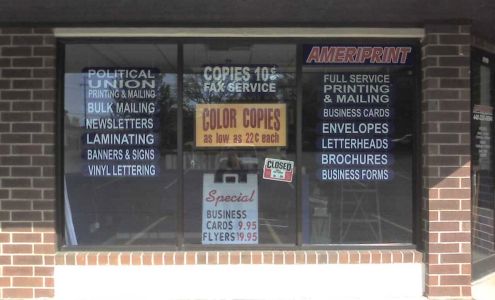 POLITICAL
UNION
PRINTING & MAILING
BULK MAILING
NEWSLETTERS
LAMINATING
BANNERS & SIGNS
VINYL LETTERING
COPIES 10¢
FAX SERVICE
COLOR COPIES
as low as 22¢ each
CLOSED
Special
BUSINESS
CARDS 9.95
FLYERS 19.95
AMERIPRINT
FULL SERVICE
PRINTING
& MAILING
BUSINESS CARDS
ENVELOPES
LETTERHEADS
BROCHURES
BUSINESS FORMS